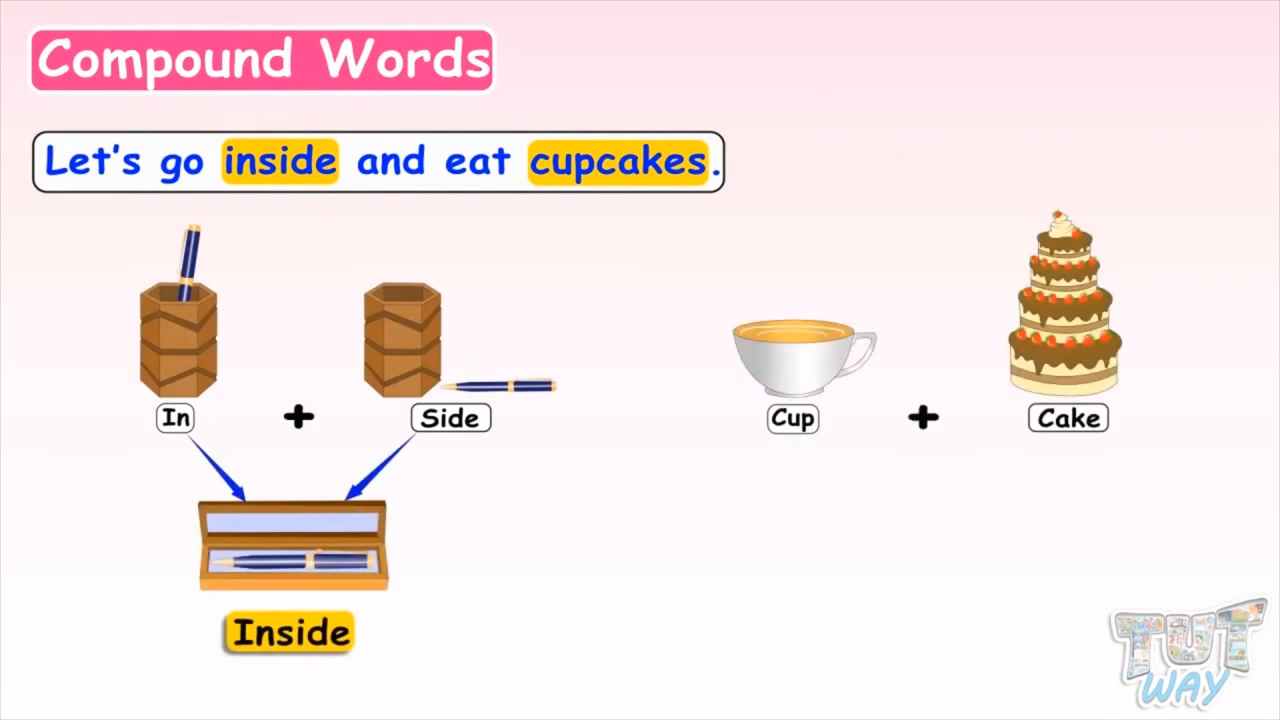 Compound Words
Let's go inside and eat cupcakes.
In + Side
Cup + Cake
Inside
TUT
WAY